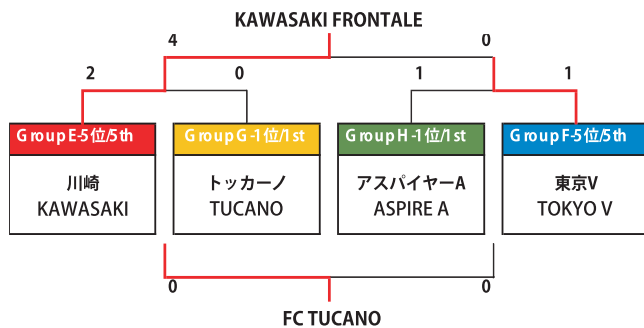 KAWASAKI FRONTALE
4 0
2 0 1 1
Group E-5位/5th Group G-1位/1st Group H-1位/1st Group F-5位/5th
川崎 トッカーノ アスパイヤーA 東京V
KAWASAKI TUCANO ASPIRE A TOKYO V
0 0
FC TUCANO